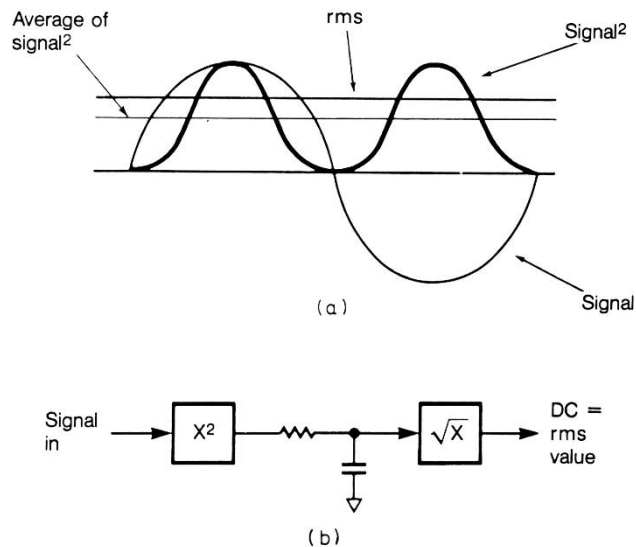 Average of
signal²
rms
Signal²
Signal
(a)
Signal
in
X²
√X
DC =
rms
value
(b)